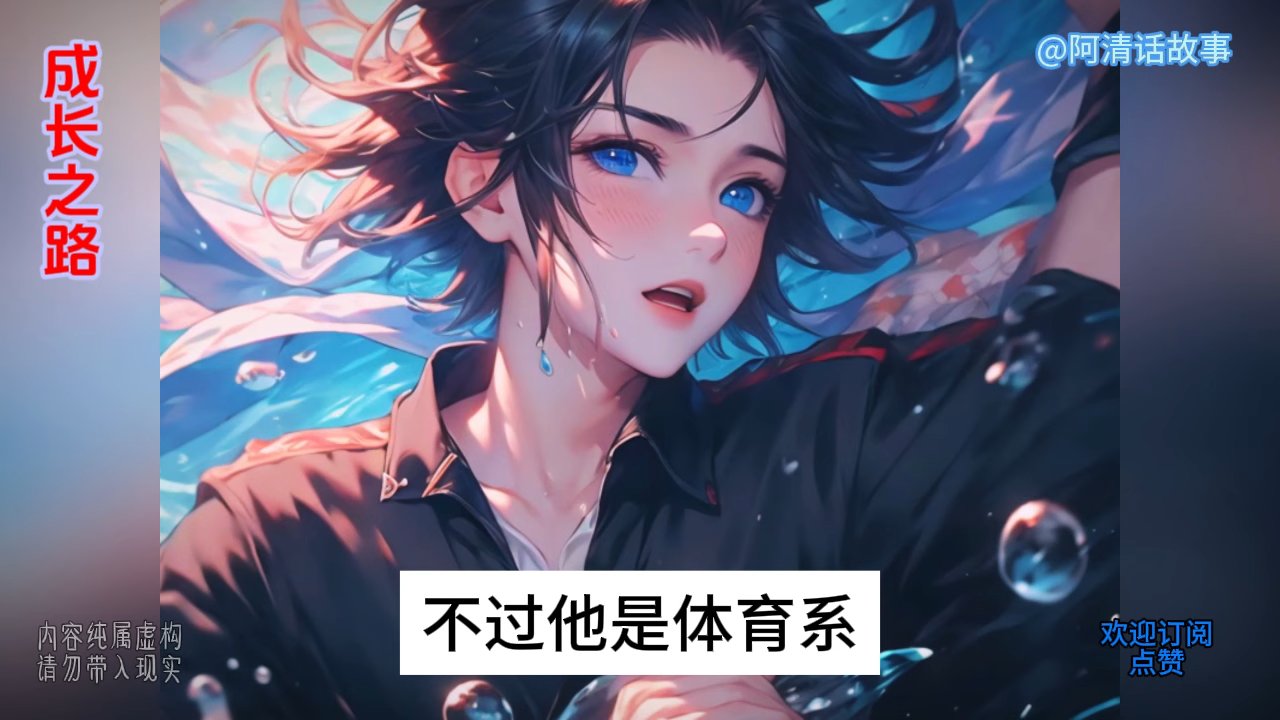 成长之路
@阿清话故事
不过他是体育系
内容纯属虚构
请勿带入现实
欢迎订阅
点赞